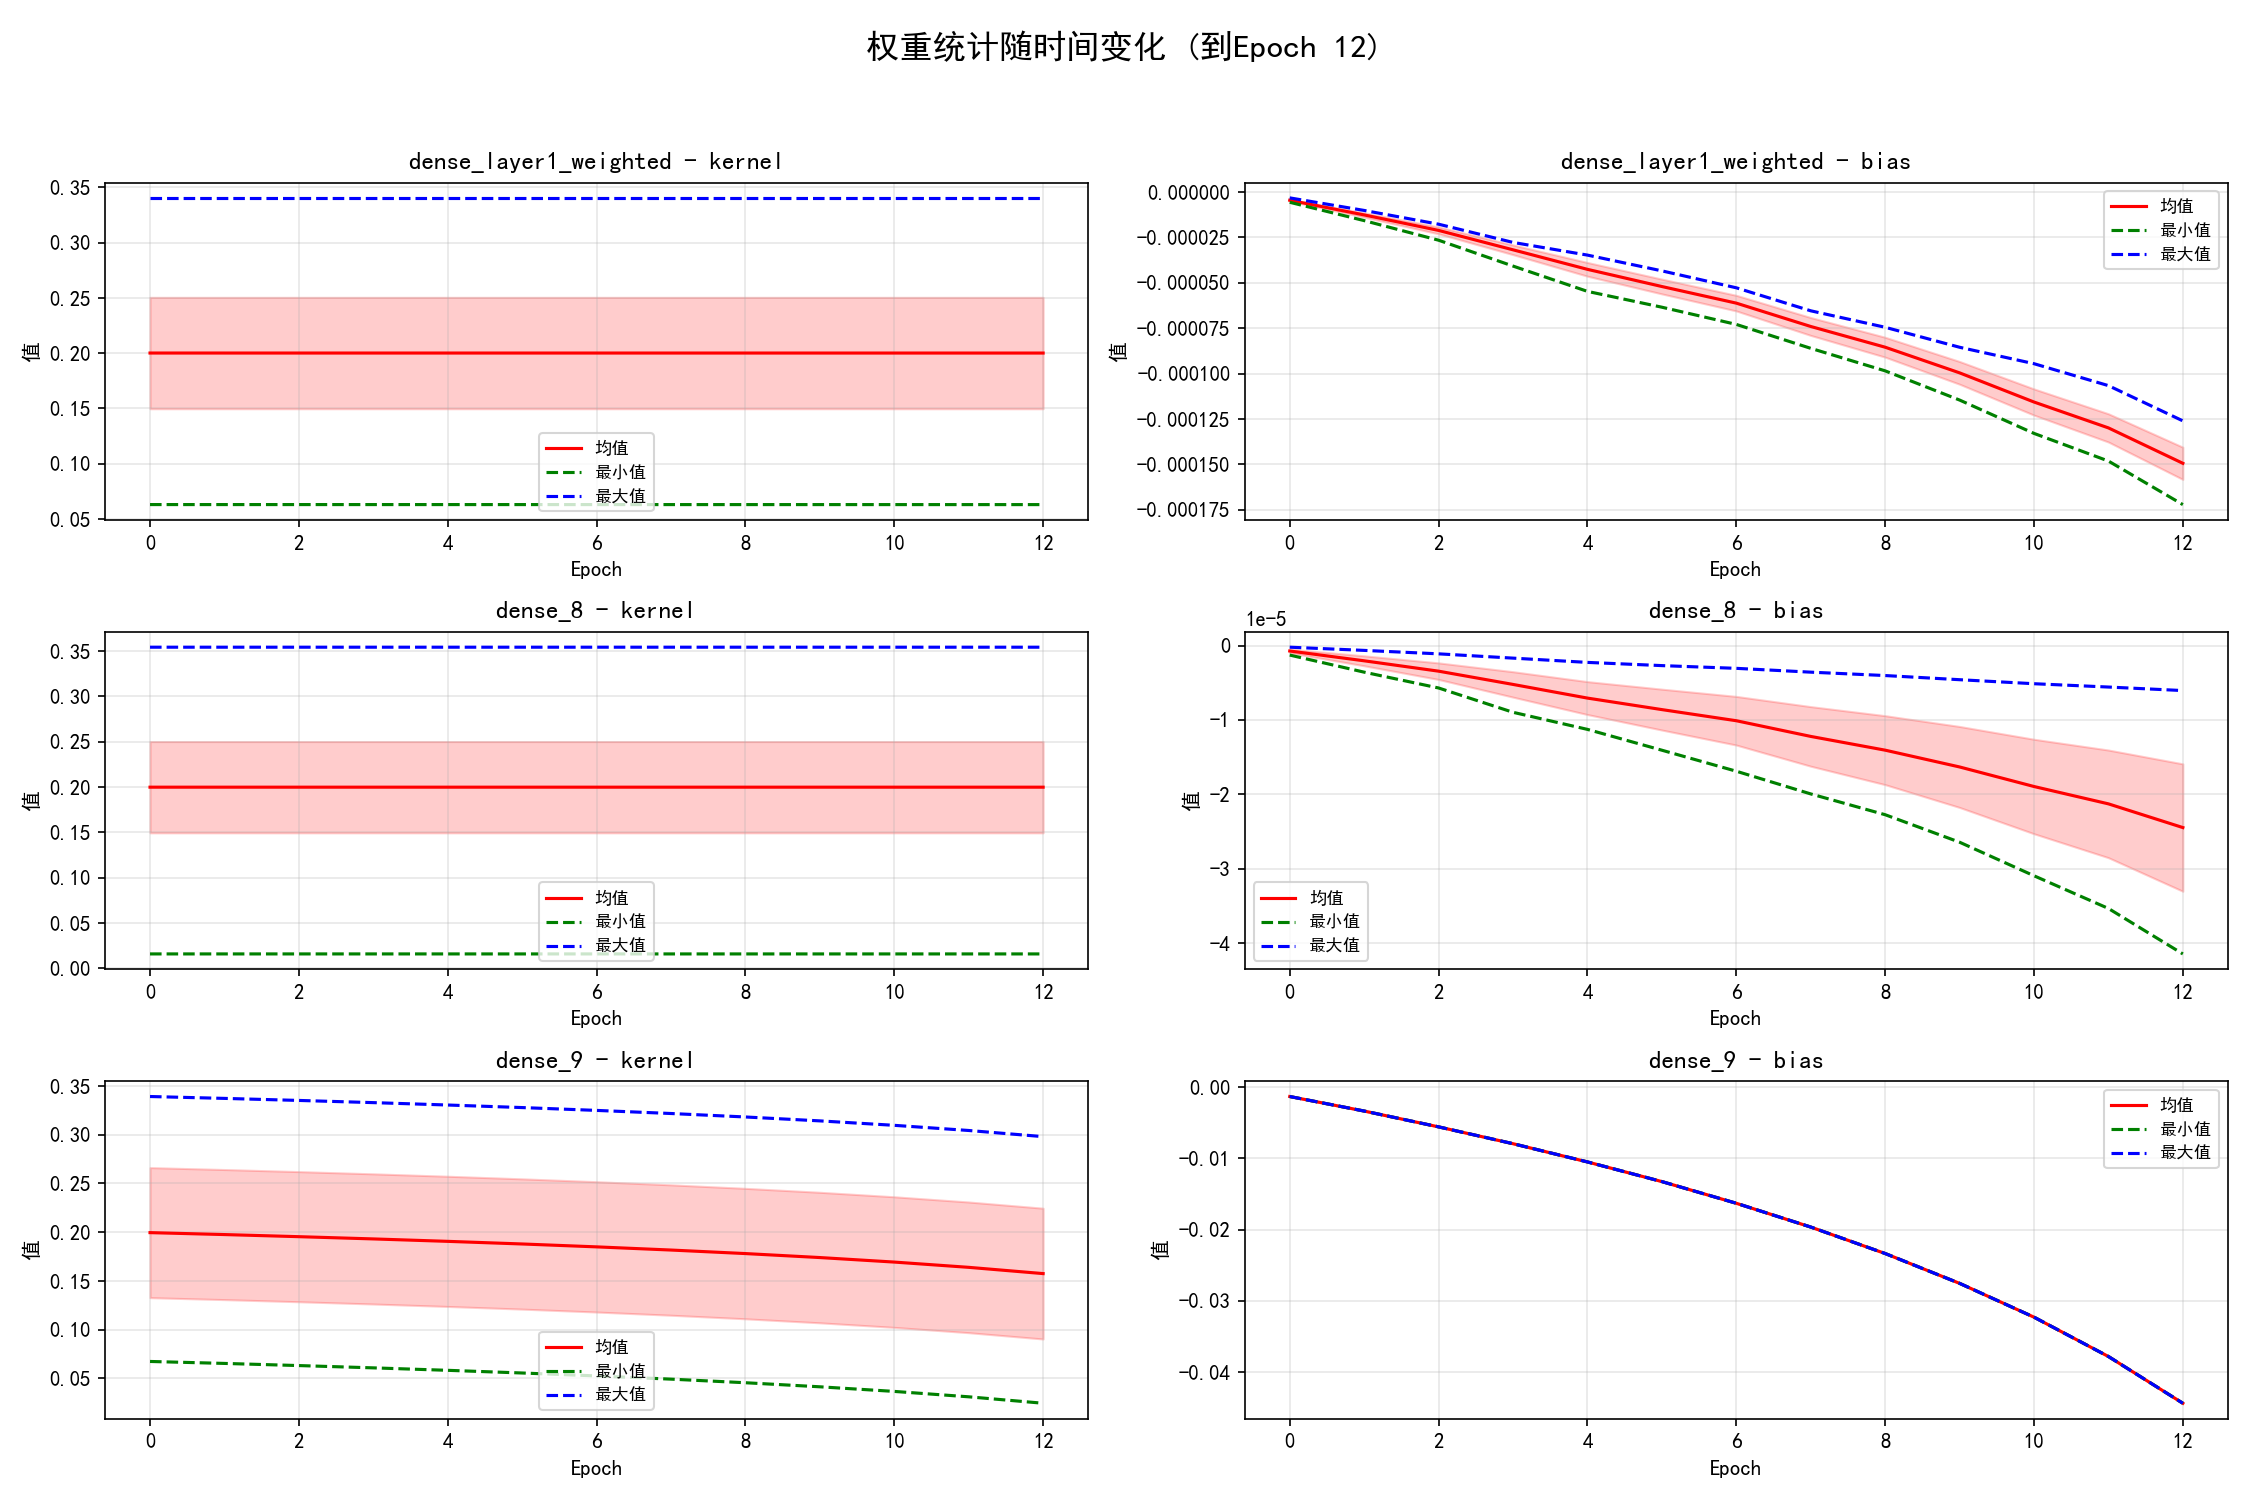 权重统计随时间变化 (到Epoch 12)
dense_layer1_weighted - kernel
0.35
0.30
0.25
0.20
0.15
0.10
0.05
值
均值
最小值
最大值
0 2 4 6 8 10 12
Epoch
dense_layer1_weighted - bias
0.000000
-0.000025
-0.000050
-0.000075
-0.000100
-0.000125
-0.000150
-0.000175
值
均值
最小值
最大值
0 2 4 6 8 10 12
Epoch
dense_8 - kernel
0.35
0.30
0.25
0.20
0.15
0.10
0.05
0.00
值
均值
最小值
最大值
0 2 4 6 8 10 12
Epoch
dense_8 - bias
1e-5
0
-1
-2
-3
-4
值
均值
最小值
最大值
0 2 4 6 8 10 12
Epoch
dense_9 - kernel
0.35
0.30
0.25
0.20
0.15
0.10
0.05
值
均值
最小值
最大值
0 2 4 6 8 10 12
Epoch
dense_9 - bias
0.00
-0.01
-0.02
-0.03
-0.04
值
均值
最小值
最大值
0 2 4 6 8 10 12
Epoch